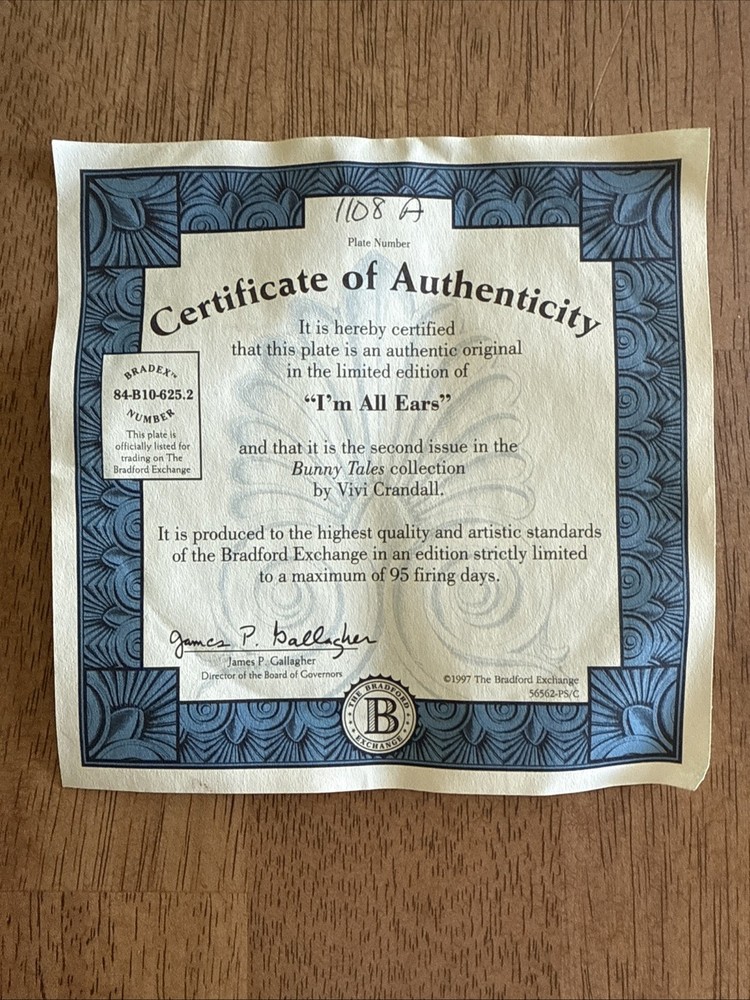 1108 A
Plate Number
Certificate of Authenticity
It is hereby certified
that this plate is an authentic original
in the limited edition of
“I’m All Ears”
BRADEX™
84-B10-625.2
NUMBER
This plate is
officially listed for
trading on The
Bradford Exchange
and that it is the second issue in the
Bunny Tales collection
by Vivi Crandall.
It is produced to the highest quality and artistic standards
of the Bradford Exchange in an edition strictly limited
to a maximum of 95 firing days.
James P. Gallagher
James P. Gallagher
Director of the Board of Governors
©1997 The Bradford Exchange
56562-PS/C
THE BRADFORD
B
EXCHANGE